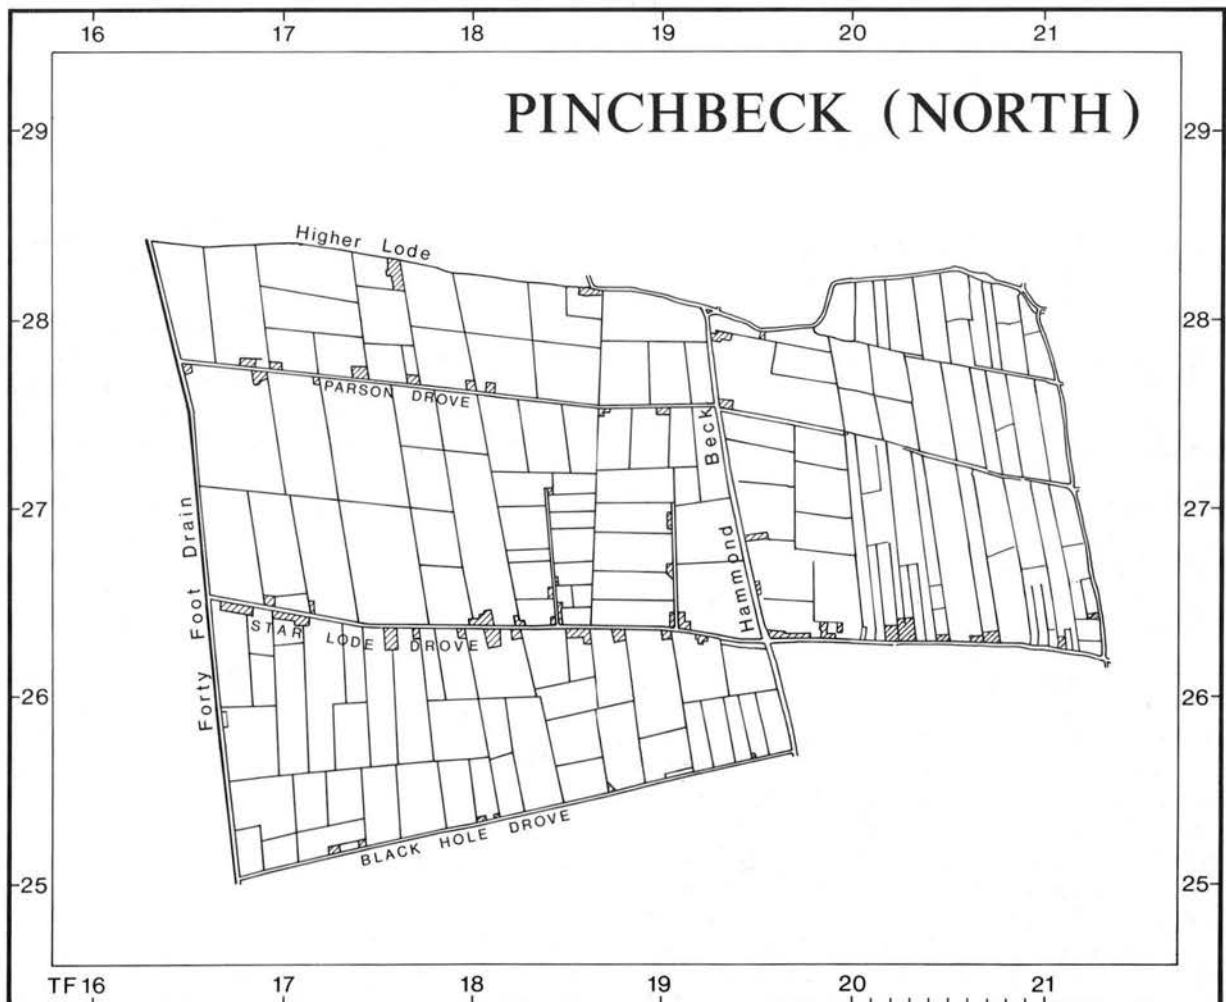 16 17 18 19 20 21
PINCHBECK (NORTH)
29 29
Higher Lode
28 28
PARSON DROVE
Beck
27 27
Forty Foot Drain
Hammond
STAR LODE DROVE
26 26
BLACK HOLE DROVE
25 25
TF 16 17 18 19 20 21